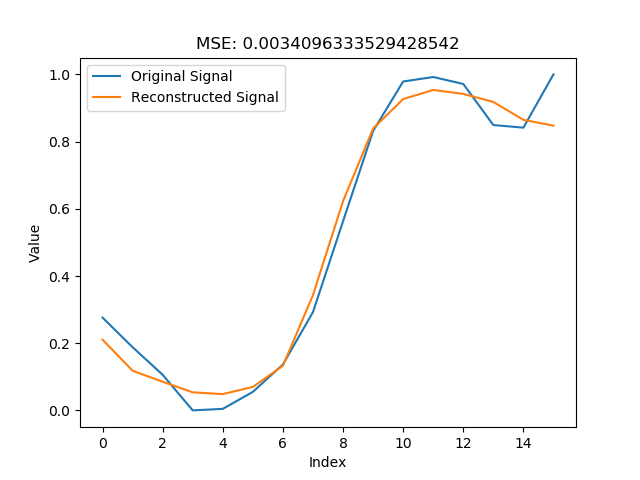 MSE: 0.0034096333529428542
Original Signal
Reconstructed Signal
1.0
0.8
0.6
0.4
0.2
0.0
Value
0 2 4 6 8 10 12 14
Index